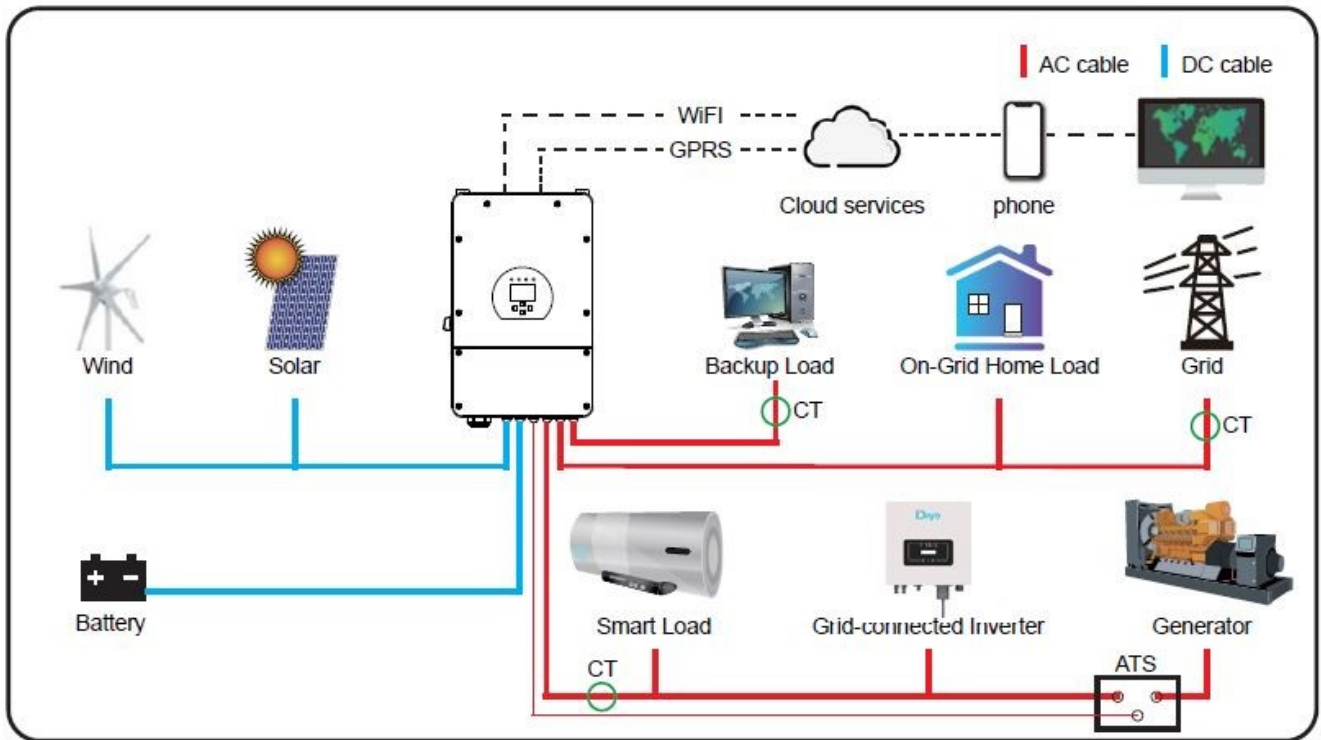 AC cable
DC cable
WiFI
GPRS
Cloud services
phone
Wind
Solar
Backup Load
On-Grid Home Load
Grid
CT
CT
Battery
Deye
Smart Load
Grid-connected Inverter
Generator
CT
ATS